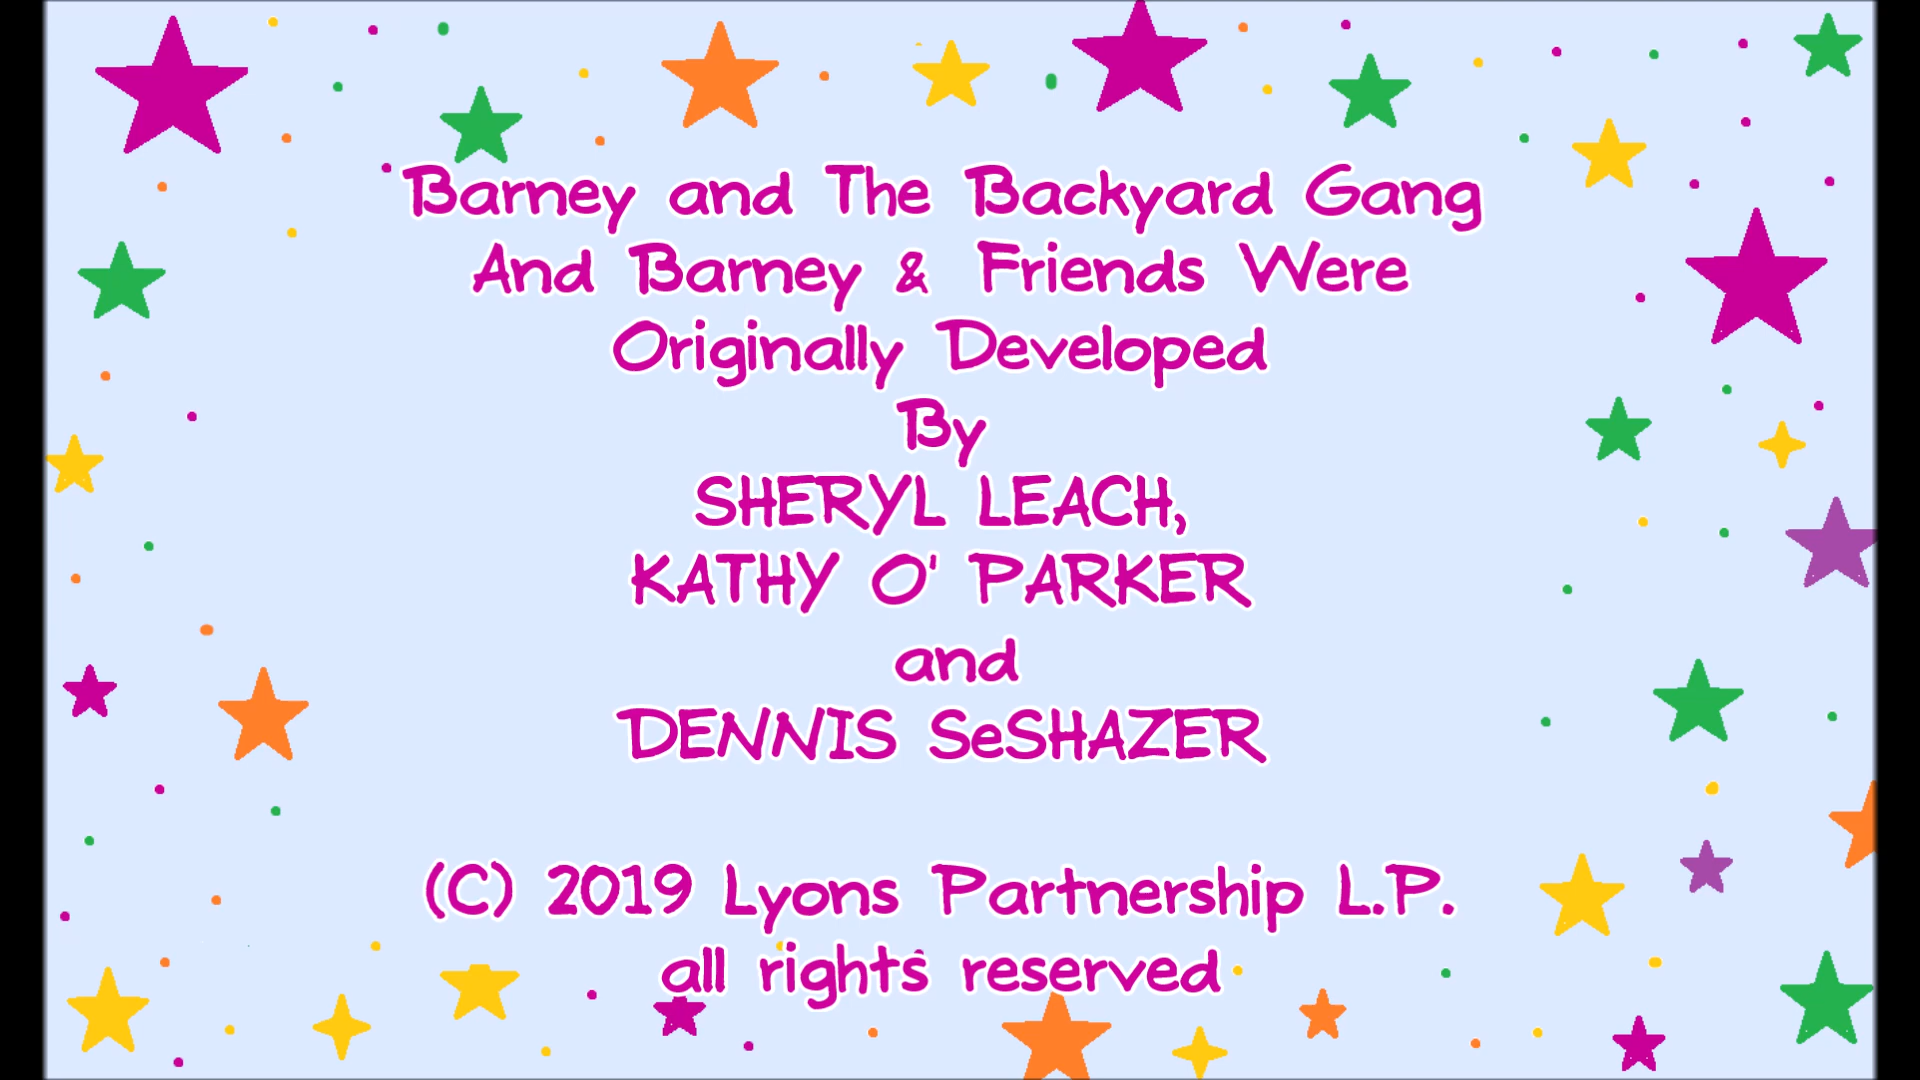 Barney and The Backyard Gang
And Barney & Friends Were
Originally Developed
By
SHERYL LEACH,
KATHY O' PARKER
and
DENNIS SeSHAZER
(C) 2019 Lyons Partnership L.P.
all rights reserved